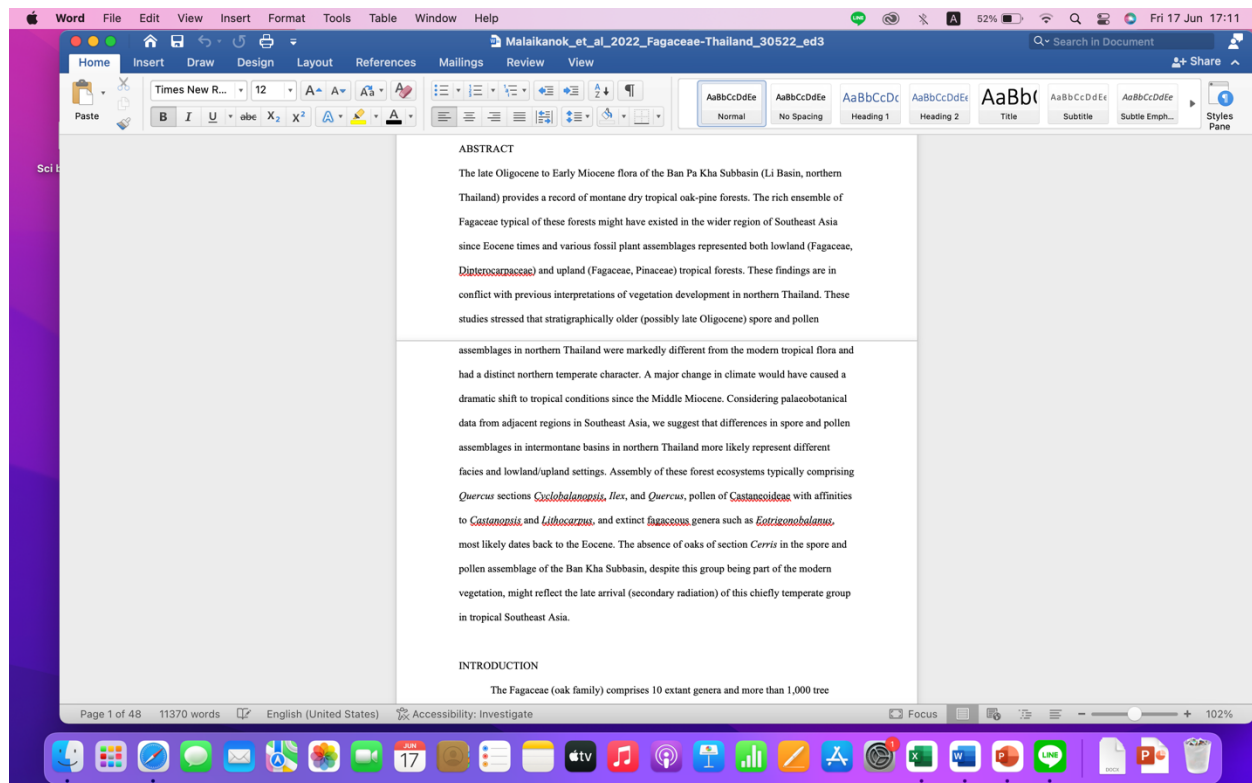 Word File Edit View Insert Format Tools Table Window Help A 52% Fri 17 Jun 17:11
Malaikanok_et_al_2022_Fagaceae-Thailand_30522_ed3 Search in Document
Home Insert Draw Design Layout References Mailings Review View Share
Paste Times New R... 12 AaBbCcDdEe AaBbCcDdEe AaBbCcDc AaBbCcDdEe AaBb( AaBbCcDdEe AaBbCcDdEe
B I U abc X₂ X² A A Normal No Spacing Heading 1 Heading 2 Title Subtitle Subtle Emph... Styles Pane
Sci b
ABSTRACT
The late Oligocene to Early Miocene flora of the Ban Pa Kha Subbasin (Li Basin, northern
Thailand) provides a record of montane dry tropical oak-pine forests. The rich ensemble of
Fagaceae typical of these forests might have existed in the wider region of Southeast Asia
since Eocene times and various fossil plant assemblages represented both lowland (Fagaceae,
Dipterocarpaceae) and upland (Fagaceae, Pinaceae) tropical forests. These findings are in
conflict with previous interpretations of vegetation development in northern Thailand. These
studies stressed that stratigraphically older (possibly late Oligocene) spore and pollen
assemblages in northern Thailand were markedly different from the modern tropical flora and
had a distinct northern temperate character. A major change in climate would have caused a
dramatic shift to tropical conditions since the Middle Miocene. Considering palaeobotanical
data from adjacent regions in Southeast Asia, we suggest that differences in spore and pollen
assemblages in intermontane basins in northern Thailand more likely represent different
facies and lowland/upland settings. Assembly of these forest ecosystems typically comprising
Quercus sections Cyclobalanopsis, Ilex, and Quercus, pollen of Castaneoideae with affinities
to Castanopsis and Lithocarpus, and extinct fagaceous genera such as Eotrigonobalanus,
most likely dates back to the Eocene. The absence of oaks of section Cerris in the spore and
pollen assemblage of the Ban Kha Subbasin, despite this group being part of the modern
vegetation, might reflect the late arrival (secondary radiation) of this chiefly temperate group
in tropical Southeast Asia.
INTRODUCTION
The Fagaceae (oak family) comprises 10 extant genera and more than 1,000 tree
Page 1 of 48 11370 words English (United States) Accessibility: Investigate Focus 102%
JUN 17 tv 1 LINE DOCX